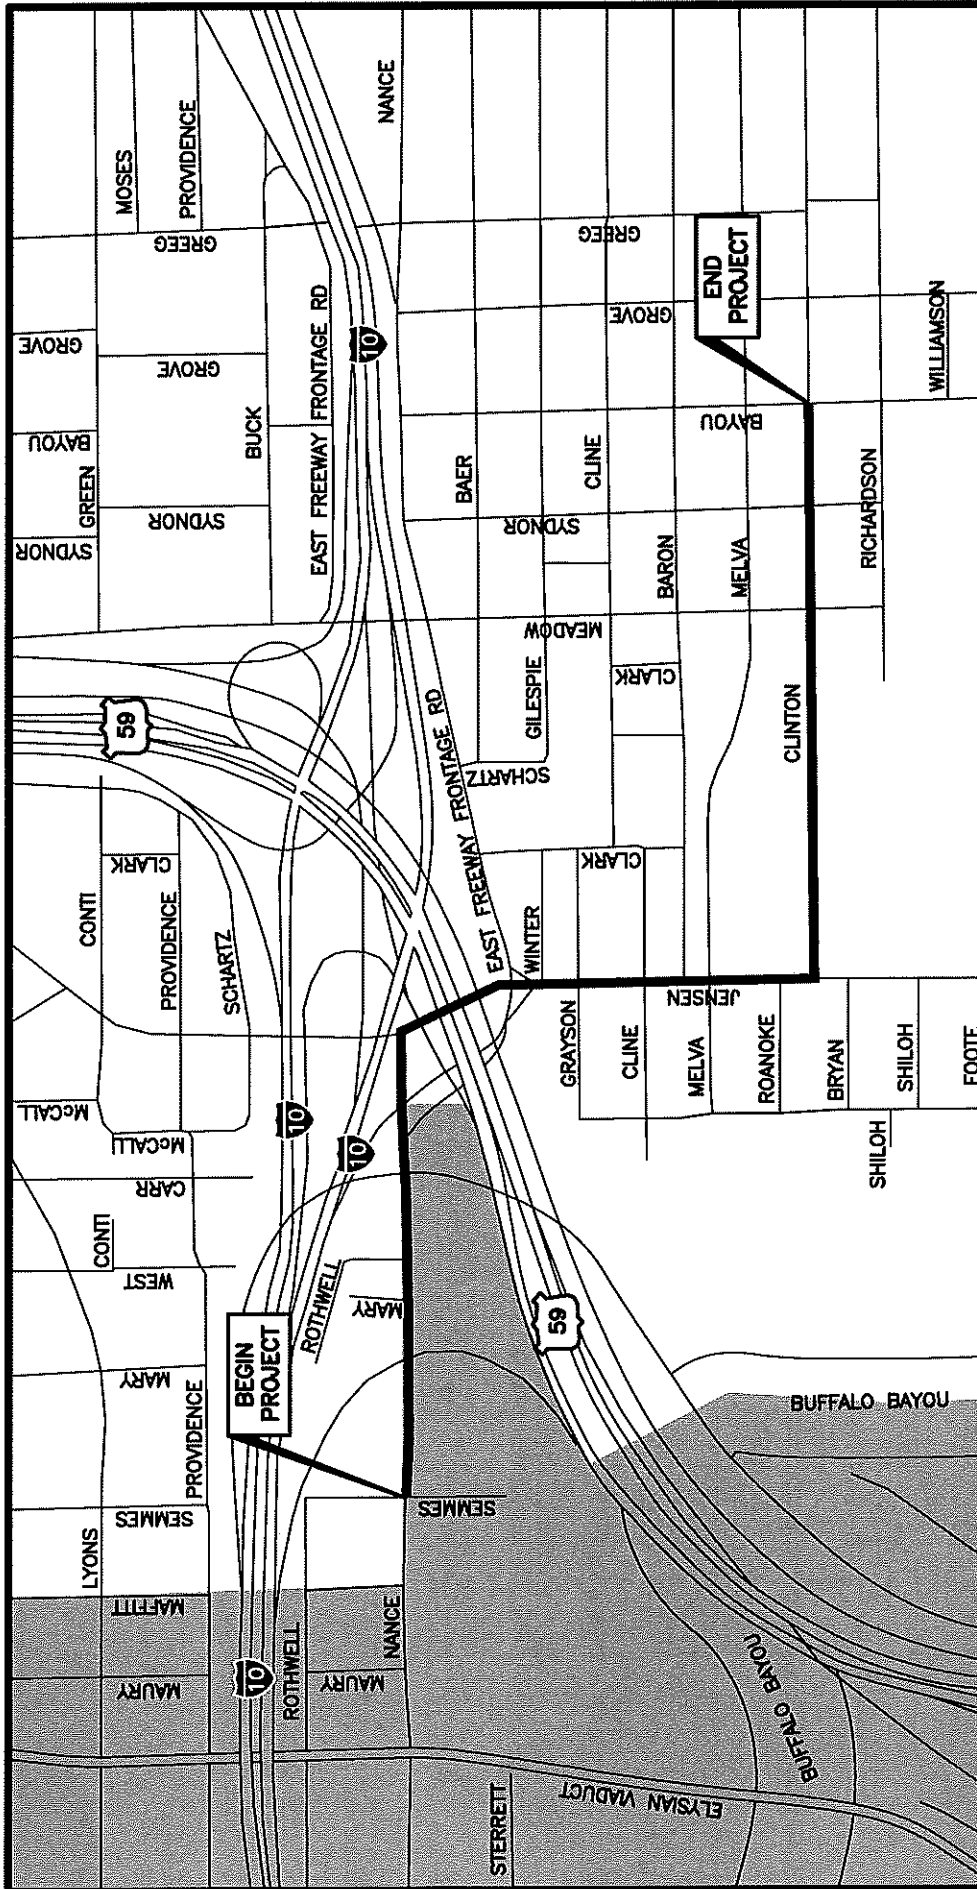 SYDNOR
BAYOU
GROVE
McCALL
LYONS
CONTI
CONTI
GREEN
MOSES
MAURY
MAFFITT
SEMMES
MARY
WEST
CARR
McCALL
PROVIDENCE
PROVIDENCE
CLARK
SYDNOR
GROVE
GREEG
PROVIDENCE
SCHARTZ
BUCK
10
BEGIN
PROJECT
10
59
ROTHWELL
ROTHWELL
EAST FREEWAY FRONTAGE RD
MAURY
MARY
10
10
NANCE
NANCE
SEMMES
EAST FREEWAY FRONTAGE RD
BAER
STERRETT
SCHARTZ
WINTER
GILESPIE
SYDNOR
59
GRAYSON
MEADOW
CLINE
GREEG
ELYSIAN VIADUCT
CLINE
CLARK
CLARK
BARON
GROVE
MELVA
JENSEN
MELVA
BAYOU
END
PROJECT
BUFFALO BAYOU
ROANOKE
CLINTON
BUFFALO BAYOU
BRYAN
RICHARDSON
SHILOH
SHILOH
WILLIAMSON
FOOTE